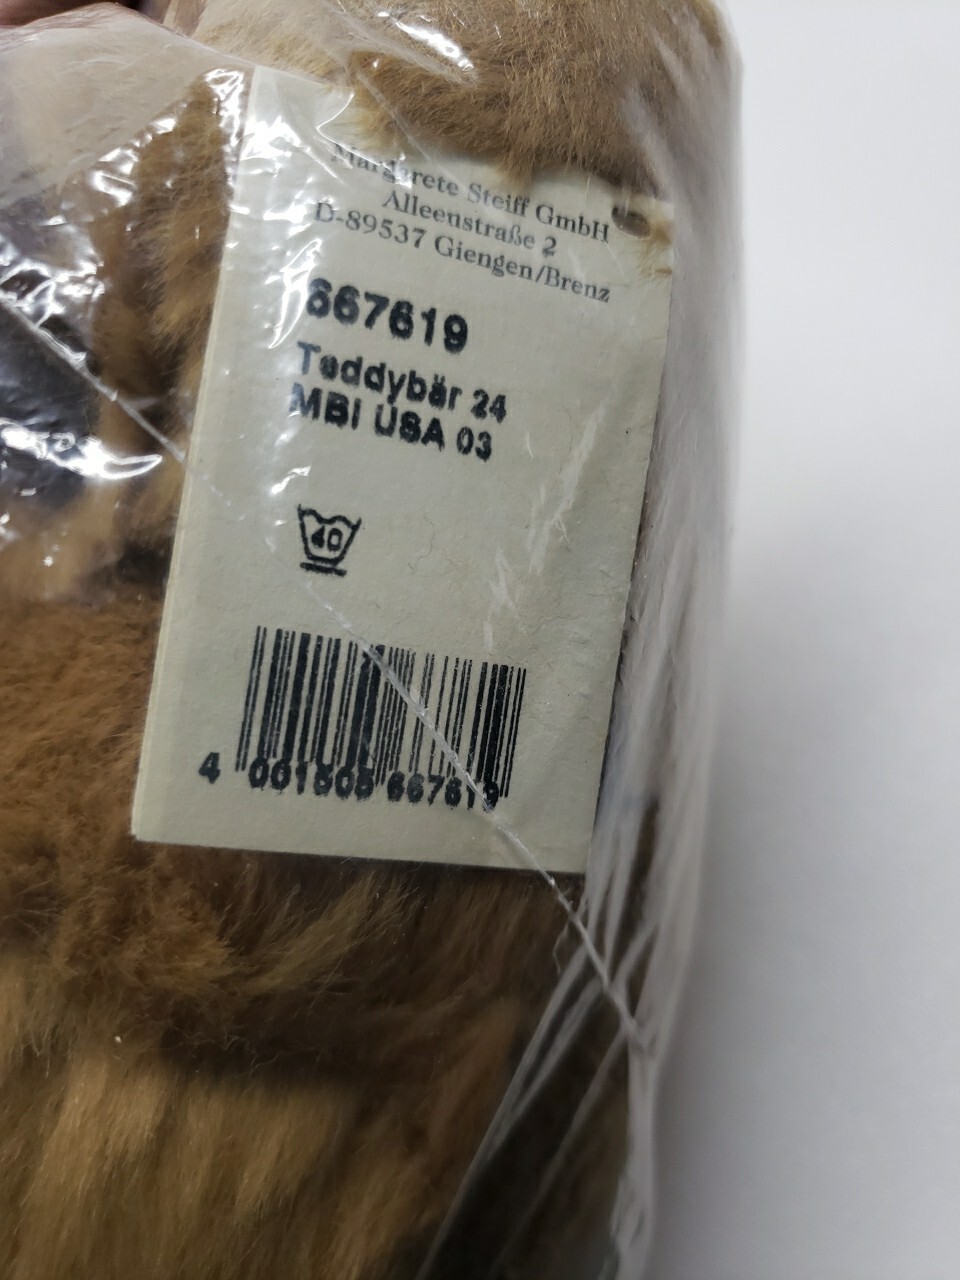 Margarete Steiff GmbH
Alleenstraße 2
D-89537 Giengen/Brenz
667619
Teddybär 24
MBI USA 03
40
4 001505 667619